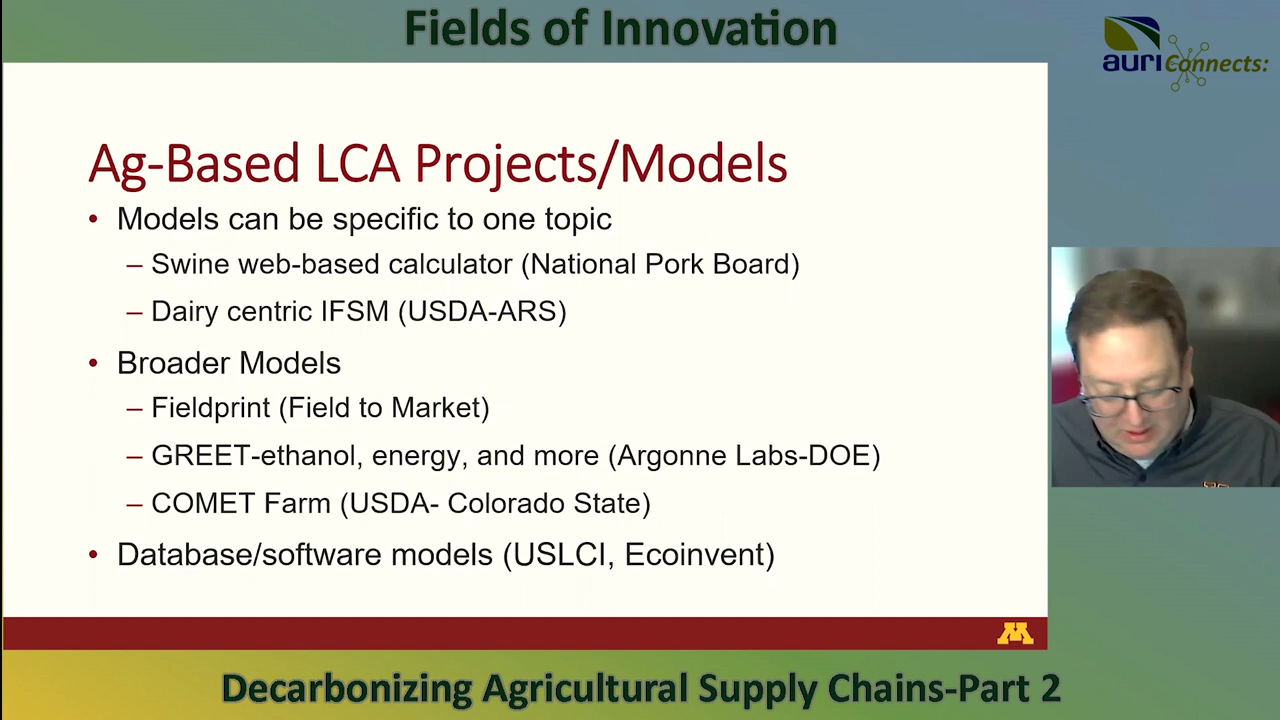 Fields of Innovation
auri Connects:
Ag-Based LCA Projects/Models
• Models can be specific to one topic
– Swine web-based calculator (National Pork Board)
– Dairy centric IFSM (USDA-ARS)
• Broader Models
– Fieldprint (Field to Market)
– GREET-ethanol, energy, and more (Argonne Labs-DOE)
– COMET Farm (USDA- Colorado State)
• Database/software models (USLCI, Ecoinvent)
M
Decarbonizing Agricultural Supply Chains-Part 2